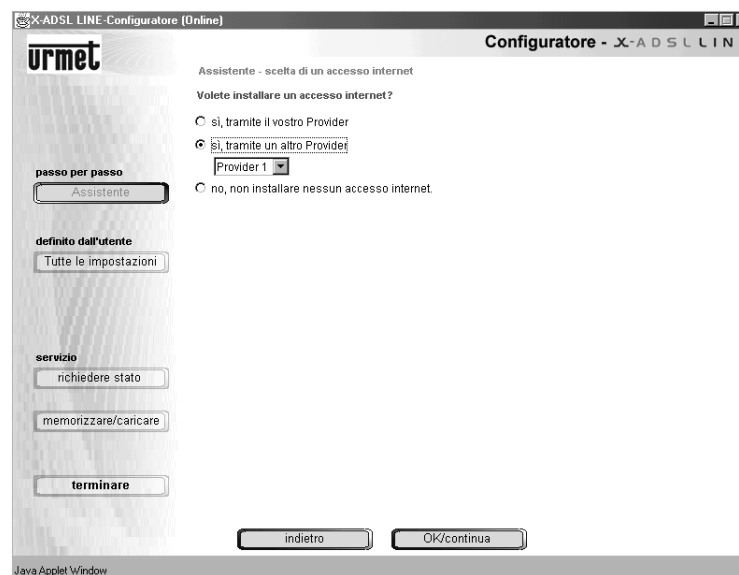 X-ADSL LINE-Configuratore (Online)
urmet
Configuratore - X-ADSL LIN
Assistente - scelta di un accesso internet
Volete installare un accesso internet?
sì, tramite il vostro Provider
sì, tramite un altro Provider
Provider 1
no, non installare nessun accesso internet.
passo per passo
Assistente
definito dall'utente
Tutte le impostazioni
servizio
richiedere stato
memorizzare/caricare
terminare
indietro
OK/continua
Java Applet Window